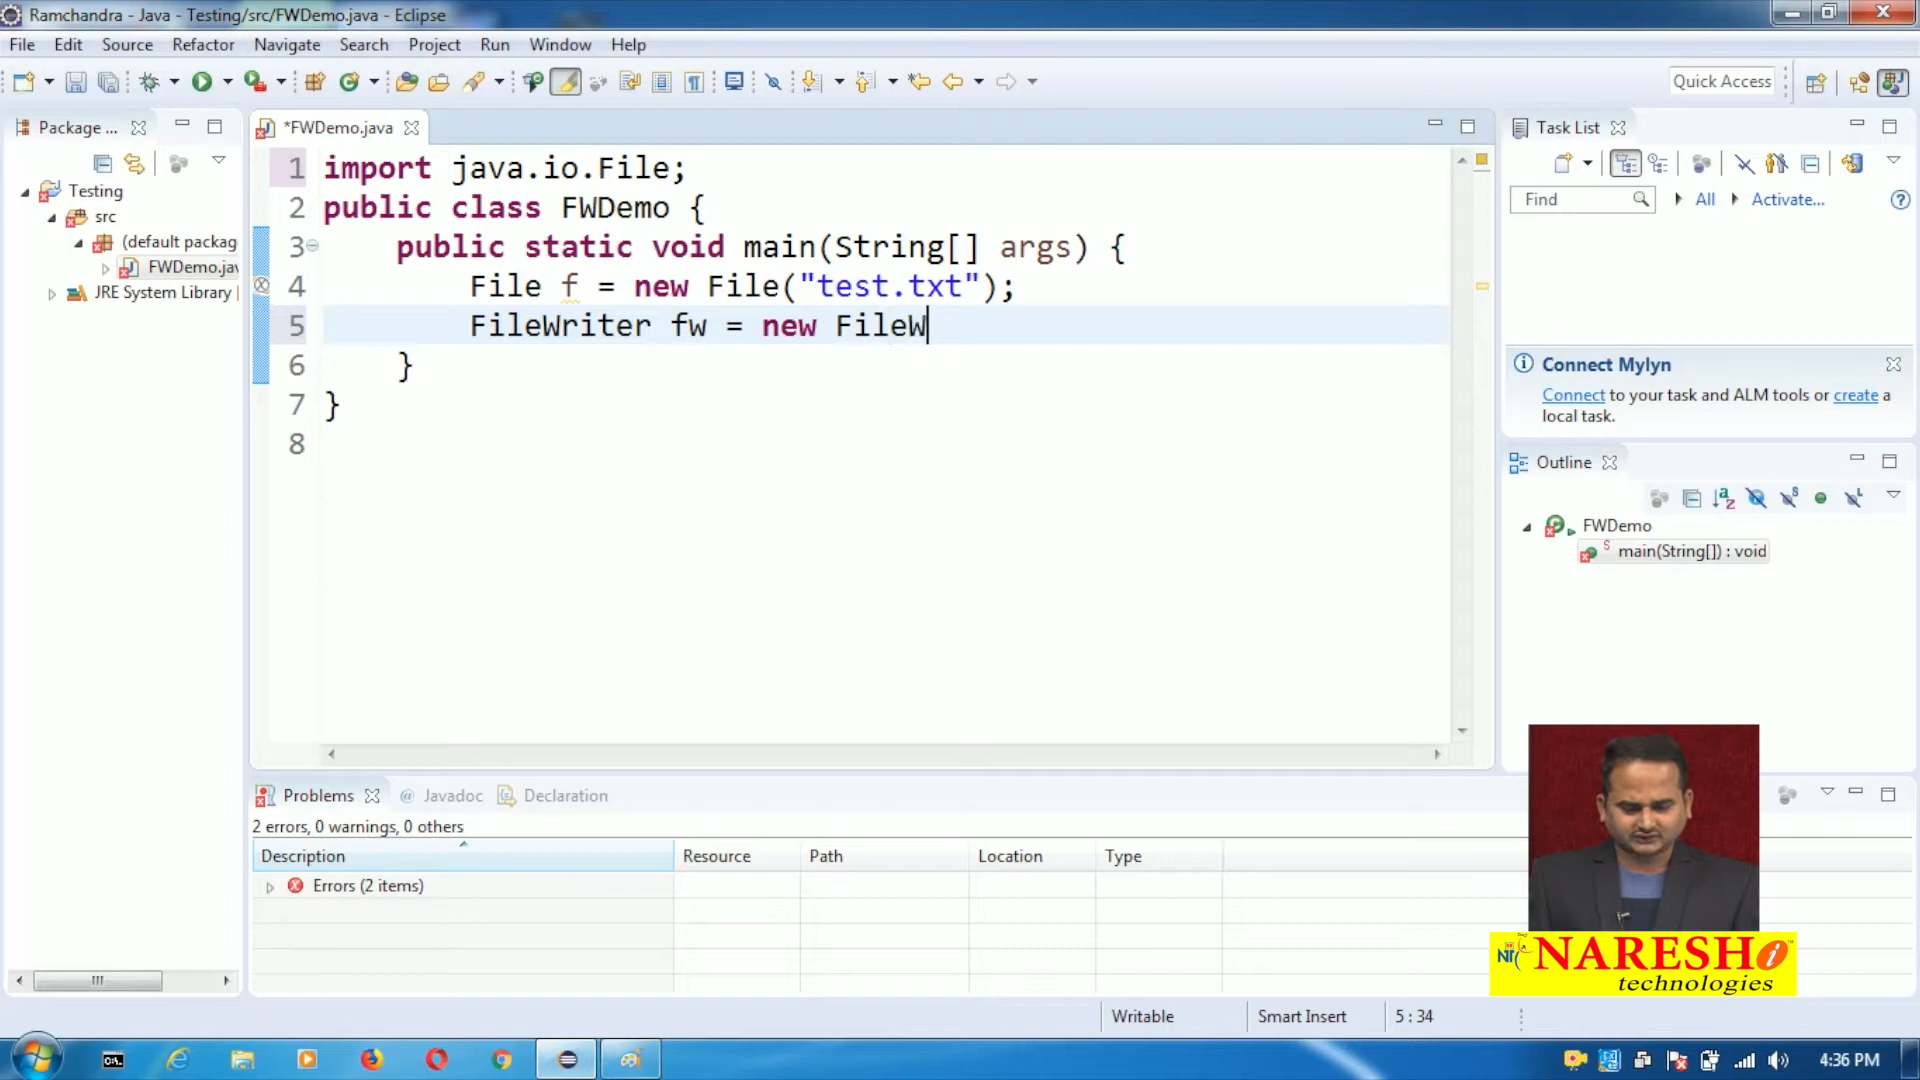 Ramchandra - Java - Testing/src/FWDemo.java - Eclipse
File Edit Source Refactor Navigate Search Project Run Window Help
Quick Access
Package ...
*FWDemo.java
Task List
Testing
src
(default packag
FWDemo.jav
JRE System Library
1 import java.io.File;
2 public class FWDemo {
3 public static void main(String[] args) {
4 File f = new File("test.txt");
5 FileWriter fw = new FileW
6 }
7 }
8
Find
All
Activate...
Connect Mylyn
Connect to your task and ALM tools or create a
local task.
Outline
FWDemo
main(String[]) : void
Problems @ Javadoc Declaration
2 errors, 0 warnings, 0 others
Description Resource Path Location Type
Errors (2 items)
NARESH i
technologies
Writable Smart Insert 5 : 34
4:36 PM